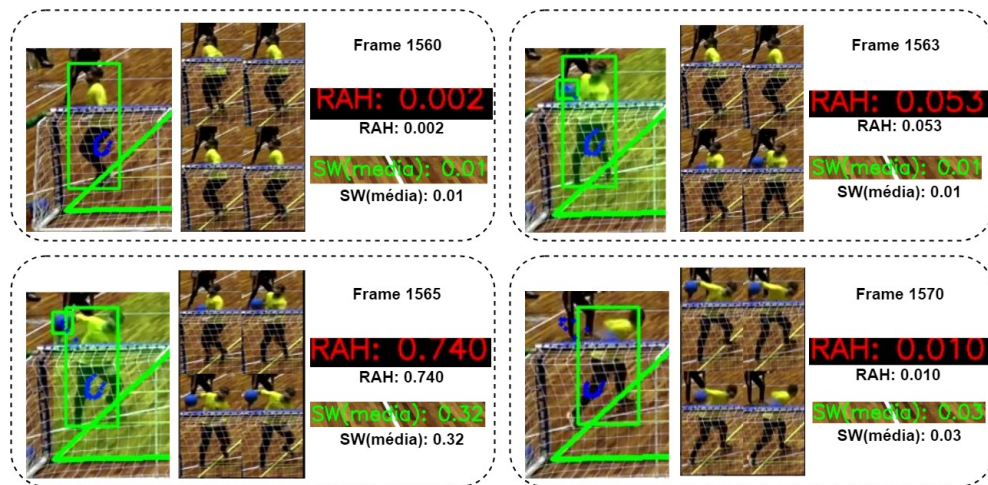 Frame 1560
RAH: 0.002
RAH: 0.002
SW(media): 0.01
SW(média): 0.01
Frame 1563
RAH: 0.053
RAH: 0.053
SW(media): 0.01
SW(média): 0.01
Frame 1565
RAH: 0.740
RAH: 0.740
SW(media): 0.32
SW(média): 0.32
Frame 1570
RAH: 0.010
RAH: 0.010
SW(media): 0.03
SW(média): 0.03